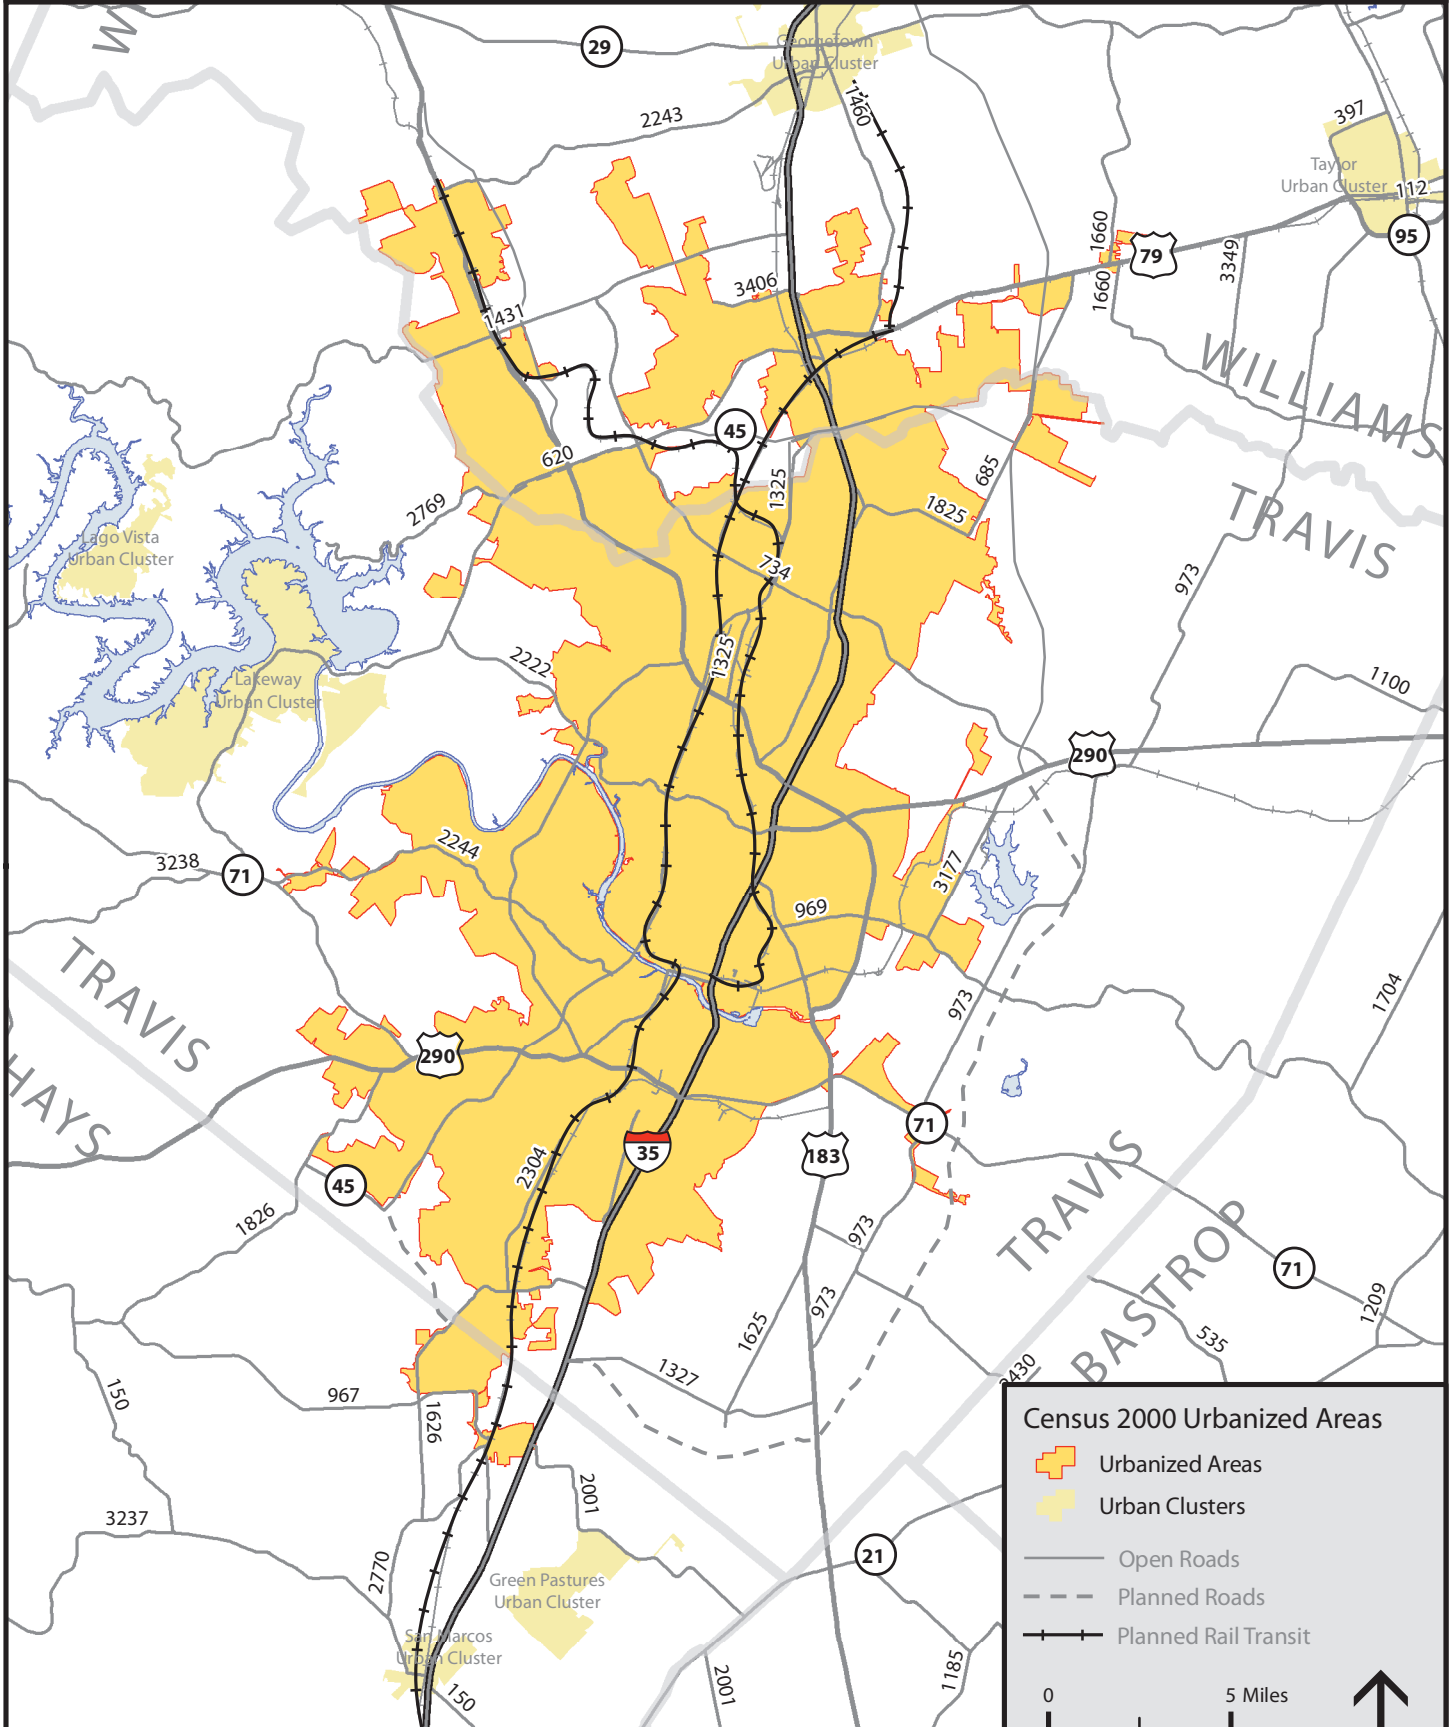 29
Georgetown
Urban Cluster
1460
2243
397
Taylor
Urban Cluster
112
95
1660
79
3349
1660
3406
1431
WILLIAMS
45
620
685
1325
2769
1825
TRAVIS
Lago Vista
Urban Cluster
734
973
2222
1325
Lakeway
Urban Cluster
1100
290
2244
3238
71
3177
969
TRAVIS
973
1704
290
HAYS
71
35
183
2304
TRAVIS
45
1826
973
BASTROP
71
973
1625
1209
535
1327
2430
150
967
1626
Census 2000 Urbanized Areas
Urbanized Areas
Urban Clusters
Open Roads
Planned Roads
Planned Rail Transit
0
5 Miles
2001
3237
21
2770
Green Pastures
Urban Cluster
San Marcos
Urban Cluster
150
2001
1185